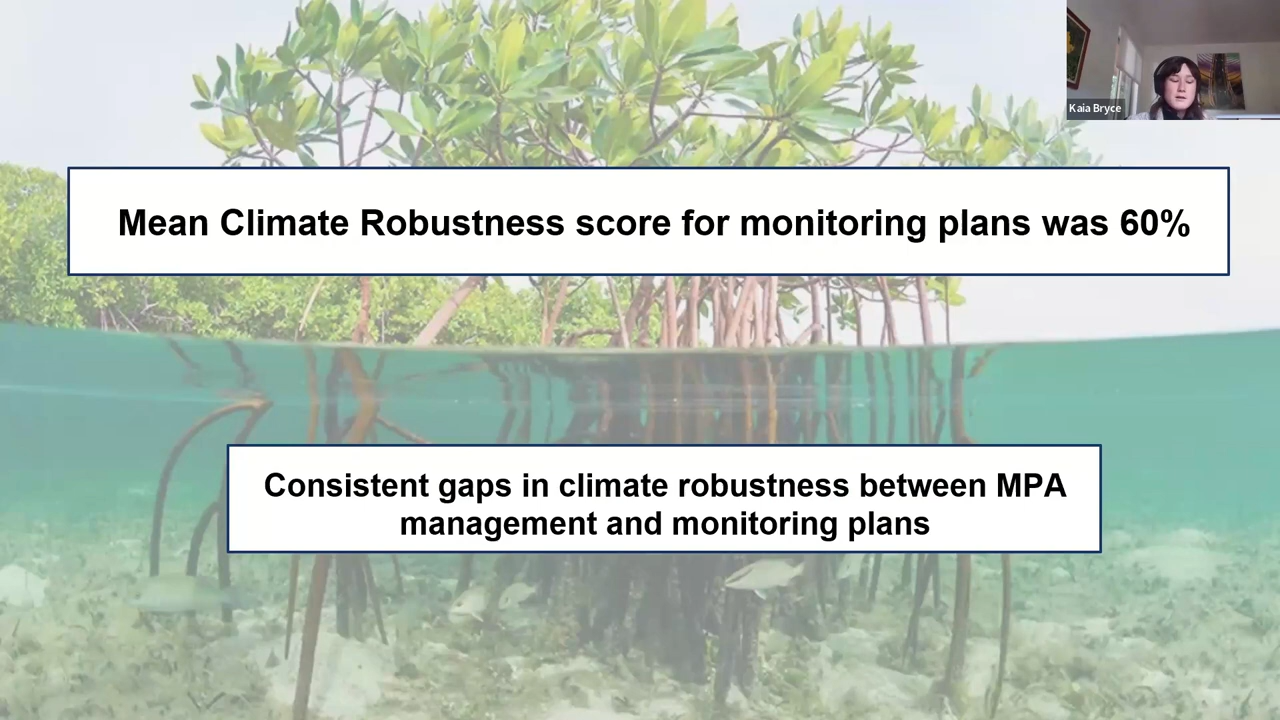 Kaia Bryce
Mean Climate Robustness score for monitoring plans was 60%
Consistent gaps in climate robustness between MPA
management and monitoring plans